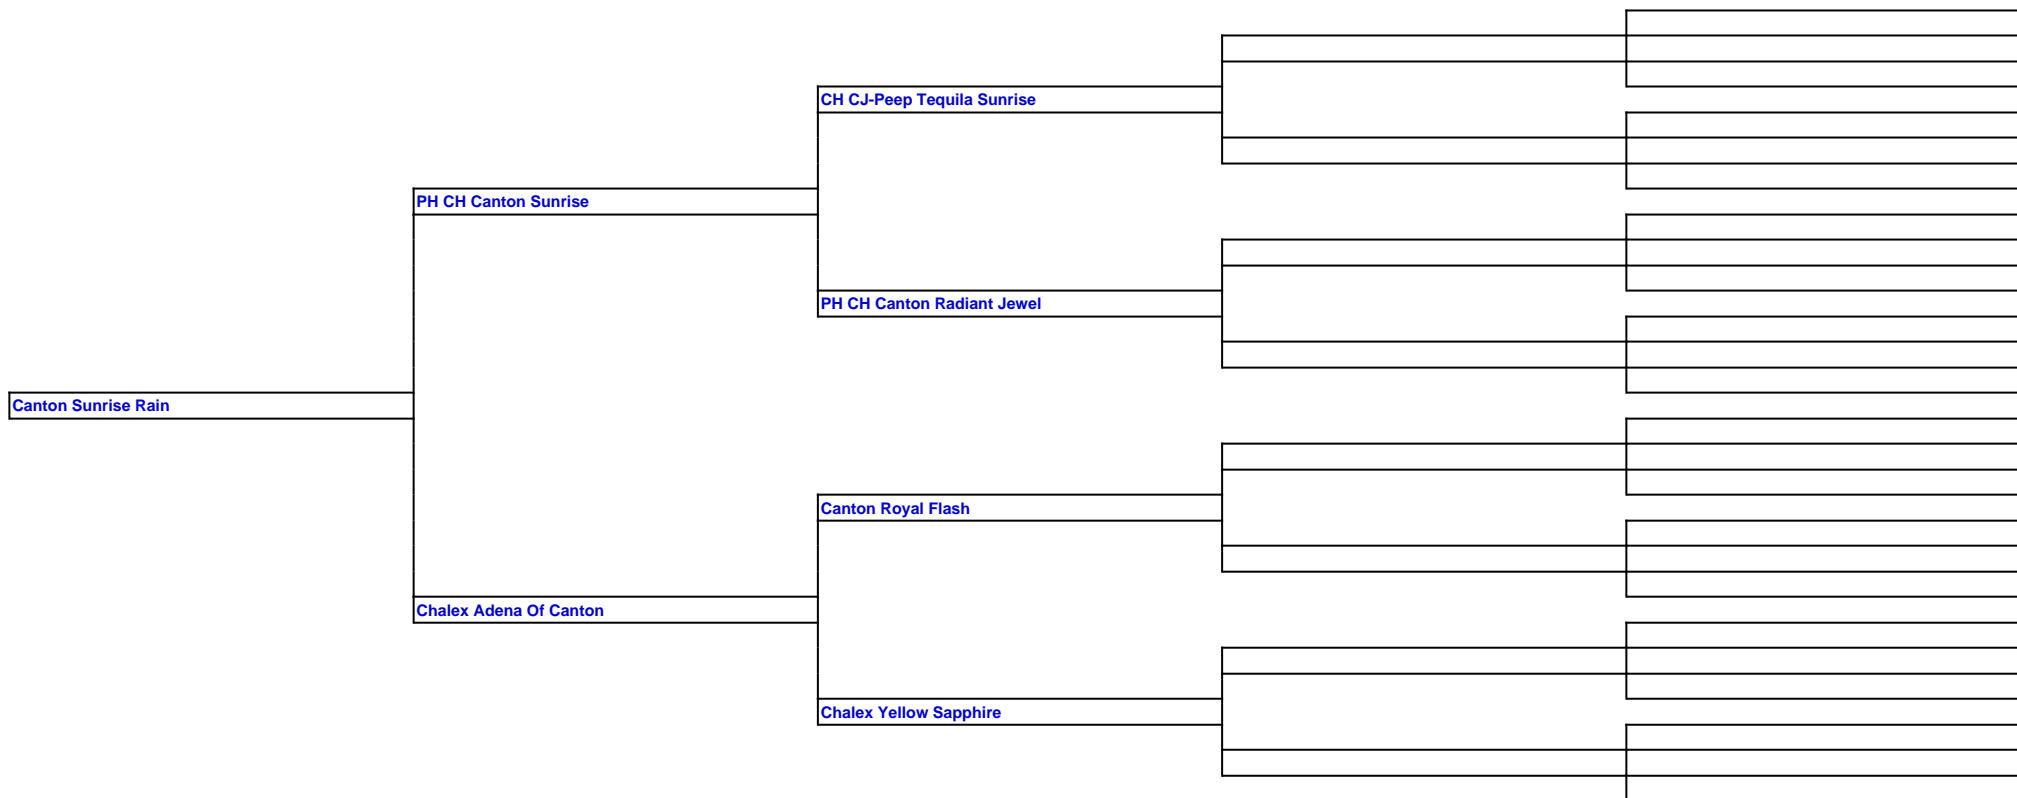 CH CJ-Peep Tequila Sunrise
PH CH Canton Sunrise
PH CH Canton Radiant Jewel
Canton Sunrise Rain
Canton Royal Flash
Chalex Adena Of Canton
Chalex Yellow Sapphire